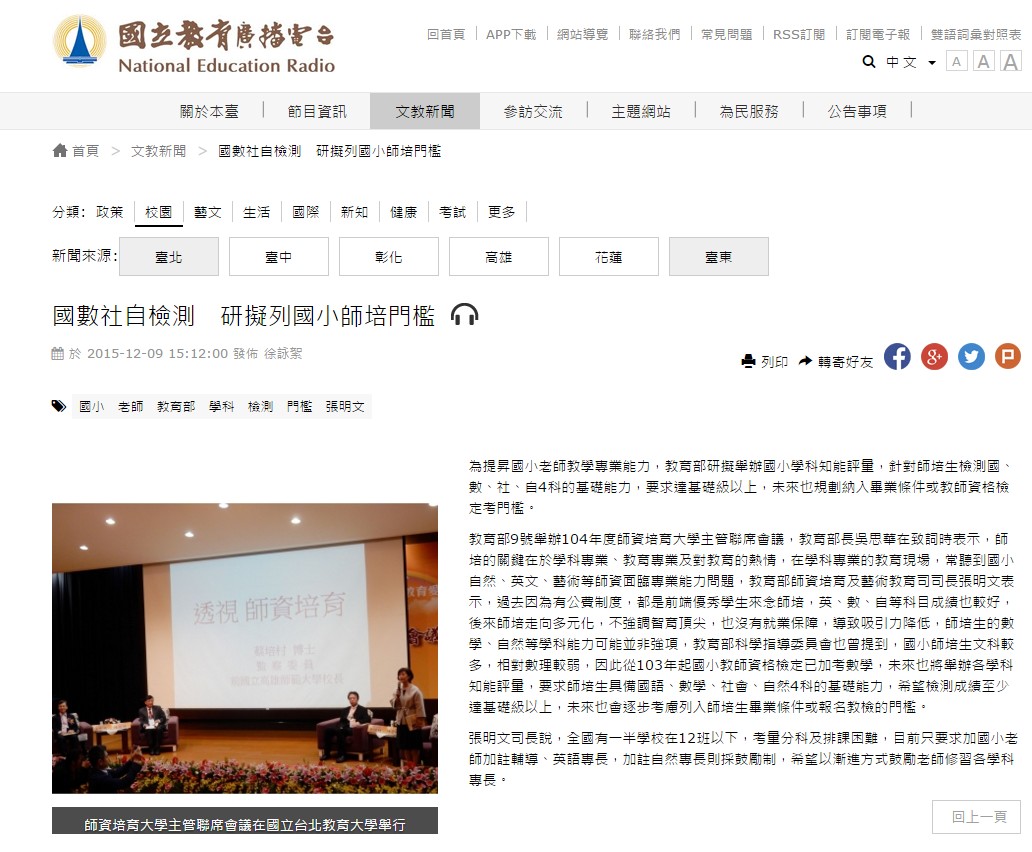 國立教育廣播電台
National Education Radio
回首頁 APP下載 網站導覽 聯絡我們 常見問題 RSS訂閱 訂閱電子報 雙語詞彙對照表
中文 A A A
關於本臺 節目資訊 文教新聞 參訪交流 主題網站 為民服務 公告事項
首頁 > 文教新聞 > 國數社自檢測 研擬列國小師培門檻
分類: 政策 校園 藝文 生活 國際 新知 健康 考試 更多
新聞來源: 臺北 臺中 彰化 高雄 花蓮 臺東
國數社自檢測 研擬列國小師培門檻
於 2015-12-09 15:12:00 發佈 徐詠絮
列印 轉寄好友
國小 老師 教育部 學科 檢測 門檻 張明文
為提昇國小老師教學專業能力，教育部研擬舉辦國小學科知能評量，針對師培生檢測國、
數、社、自4科的基礎能力，要求達基礎級以上，未來也規劃納入畢業條件或教師資格檢
定考門檻。
教育部9號舉辦104年度師資培育大學主管聯席會議，教育部長吳思華在致詞時表示，師
培的關鍵在於學科專業、教育專業及對教育的熱情，在學科專業的教育現場，常聽到國小
自然、英文、藝術等師資面臨專業能力問題，教育部師資培育及藝術教育司司長張明文表
示，過去因為有公費制度，都是前端優秀學生來念師培，英、數、自等科目成績也較好，
後來師培走向多元化，不強調智育頂尖，也沒有就業保障，導致吸引力降低，師培生的數
學、自然等學科能力可能並非強項，教育部科學指導委員會也曾提到，國小師培生文科較
多，相對數理較弱，因此從103年起國小教師資格檢定已加考數學，未來也將舉辦各學科
知能評量，要求師培生具備國語、數學、社會、自然4科的基礎能力，希望檢測成績至少
達基礎級以上，未來也會逐步考慮列入師培生畢業條件或報名教檢的門檻。
張明文司長說，全國有一半學校在12班以下，考量分科及排課困難，目前只要求加國小老
師加註輔導、英語專長，加註自然專長則採鼓勵制，希望以漸進方式鼓勵老師修習各學科
專長。
透視 師資培育
蔡培村 博士
監察委員
師資培育大學主管聯席會議在國立台北教育大學舉行
回上一頁